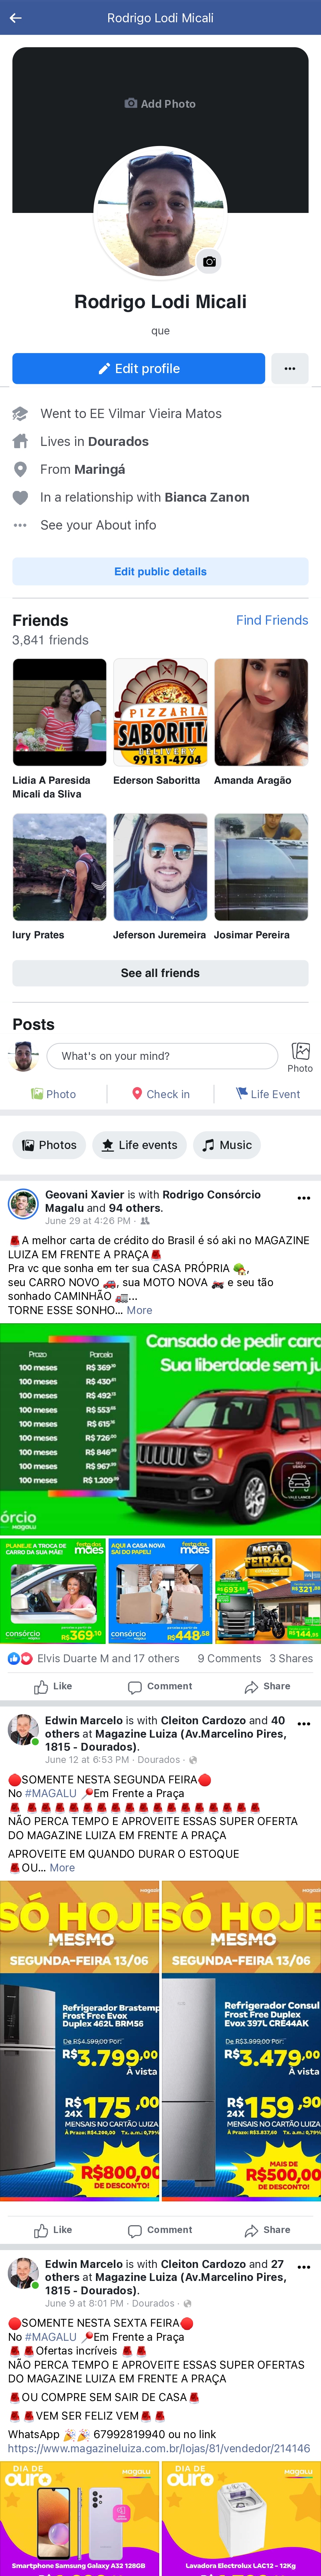 Rodrigo Lodi Micali
Add Photo
Rodrigo Lodi Micali
que
Edit profile
Went to EE Vilmar Vieira Matos
Lives in Dourados
From Maringá
In a relationship with Bianca Zanon
See your About info
Edit public details
Friends
Find Friends
3,841 friends
PIZZARIA
SABORITTA
DELIVERY
99131-4704
Lidia A Paresida
Micali da Sliva
Ederson Saboritta
Amanda Aragão
Iury Prates
Jeferson Juremeira
Josimar Pereira
See all friends
Posts
What's on your mind?
Photo
Photo
Check in
Life Event
Photos
Life events
Music
Geovani Xavier is with Rodrigo Consórcio
Magalu and 94 others.
June 29 at 4:26 PM ·
🟥A melhor carta de crédito do Brasil é só aki no MAGAZINE
LUIZA EM FRENTE A PRAÇA🟥
Pra vc que sonha em ter sua CASA PRÓPRIA 🏡,
seu CARRO NOVO 🚗, sua MOTO NOVA 🏍 e seu tão
sonhado CAMINHÃO 🚛...
TORNE ESSE SONHO... More
Cansado de pedir car
Sua liberdade sem ju
Prazo Parcela
100 meses R$ 369
100 meses R$ 430
100 meses R$ 492
100 meses R$ 553
100 meses R$ 615
100 meses R$ 726
100 meses R$ 846
100 meses R$ 967
100 meses R$ 1.209
órcio
magalu
PLANEJE A TROCA DE
CARRO DA SUA MÃE!
festa das
mães
consórcio
R$369,10
AQUI A CASA NOVA
SAI DO PAPEL!
festa das
mães
consórcio
R$448,58
MEGA
FEIRÃO
R$693
R$321
R$144
Elvis Duarte M and 17 others
9 Comments 3 Shares
Like
Comment
Share
Edwin Marcelo is with Cleiton Cardozo and 40
others at Magazine Luiza (Av.Marcelino Pires,
1815 - Dourados).
June 12 at 6:53 PM · Dourados ·
🔴SOMENTE NESTA SEGUNDA FEIRA🔴
No #MAGALU 📍Em Frente a Praça
NÃO PERCA TEMPO E APROVEITE ESSAS SUPER OFERTA
DO MAGAZINE LUIZA EM FRENTE A PRAÇA
APROVEITE EM QUANDO DURAR O ESTOQUE
OU... More
SÓ HOJE
MESMO
SEGUNDA-FEIRA 13/06
Refrigerador Brastemp
Frost Free Evox
Duplex 462L BRM56
De R$4.599,00 Por:
R$3.799,00
À vista
R$
24X
175,00
MENSAIS NO CARTÃO LUIZA
À Prazo: R$4.200,00 Tx. a.m.: 0,79%
R$800,00
DE DESCONTO!
SÓ HOJE
MESMO
SEGUNDA-FEIRA 13/06
Refrigerador Consul
Frost Free Duplex
Evox 397L CRE44AK
R$3.479,00
À vista
R$
24X
159,90
MENSAIS NO CARTÃO LUIZA
À Prazo: R$3.837,60 Tx. a.m.: 0,79%
MAIS DE
R$500,00
DE DESCONTO!
Like
Comment
Share
Edwin Marcelo is with Cleiton Cardozo and 27
others at Magazine Luiza (Av.Marcelino Pires,
1815 - Dourados).
June 9 at 8:01 PM · Dourados ·
🔴SOMENTE NESTA SEXTA FEIRA🔴
No #MAGALU 📍Em Frente a Praça
Ofertas incríveis
NÃO PERCA TEMPO E APROVEITE ESSAS SUPER OFERTAS
DO MAGAZINE LUIZA EM FRENTE A PRAÇA
OU COMPRE SEM SAIR DE CASA
VEM SER FELIZ VEM
WhatsApp 🎉🎉 67992819940 ou no link
https://www.magazineluiza.com.br/lojas/81/vendedor/214146
DIA DE
ouro
magalu
Smartphone Samsung Galaxy A32 128GB
DIA DE
ouro
magalu
Lavadora Electrolux LAC12 - 12Kg